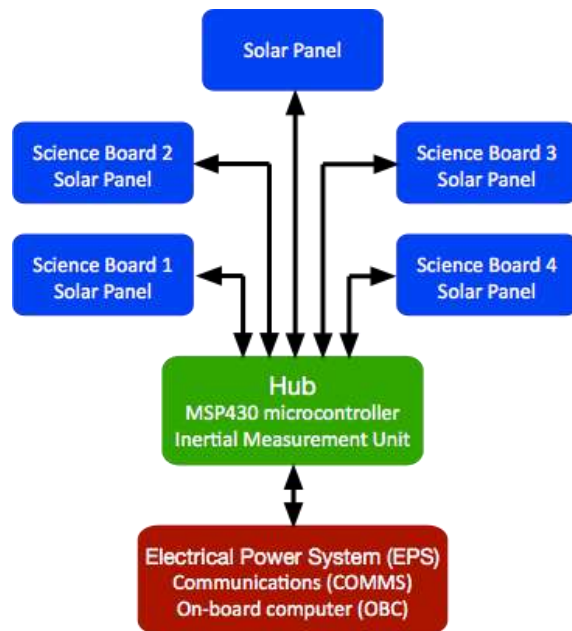 Solar Panel
Science Board 2
Solar Panel
Science Board 3
Solar Panel
Science Board 1
Solar Panel
Science Board 4
Solar Panel
Hub
MSP430 microcontroller
Inertial Measurement Unit
Electrical Power System (EPS)
Communications (COMMS)
On-board computer (OBC)